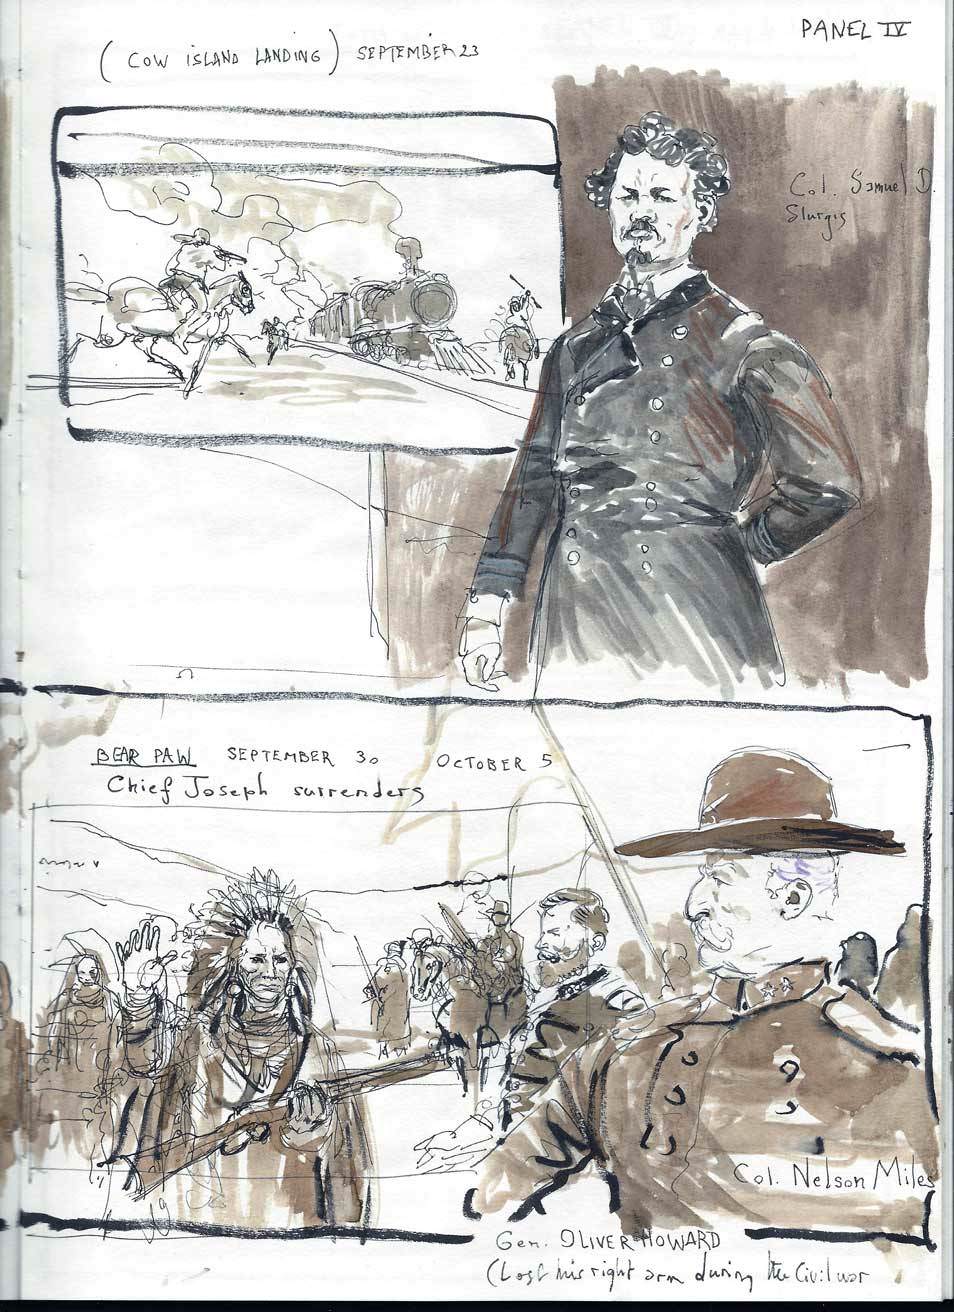 PANEL IV
(COW ISLAND LANDING) SEPTEMBER 23
Col. Samuel D.
Sturgis
BEAR PAW SEPTEMBER 30 OCTOBER 5
Chief Joseph surrenders
Col. Nelson Miles
Gen. OLIVER HOWARD
(Lost his right arm during the Civil war